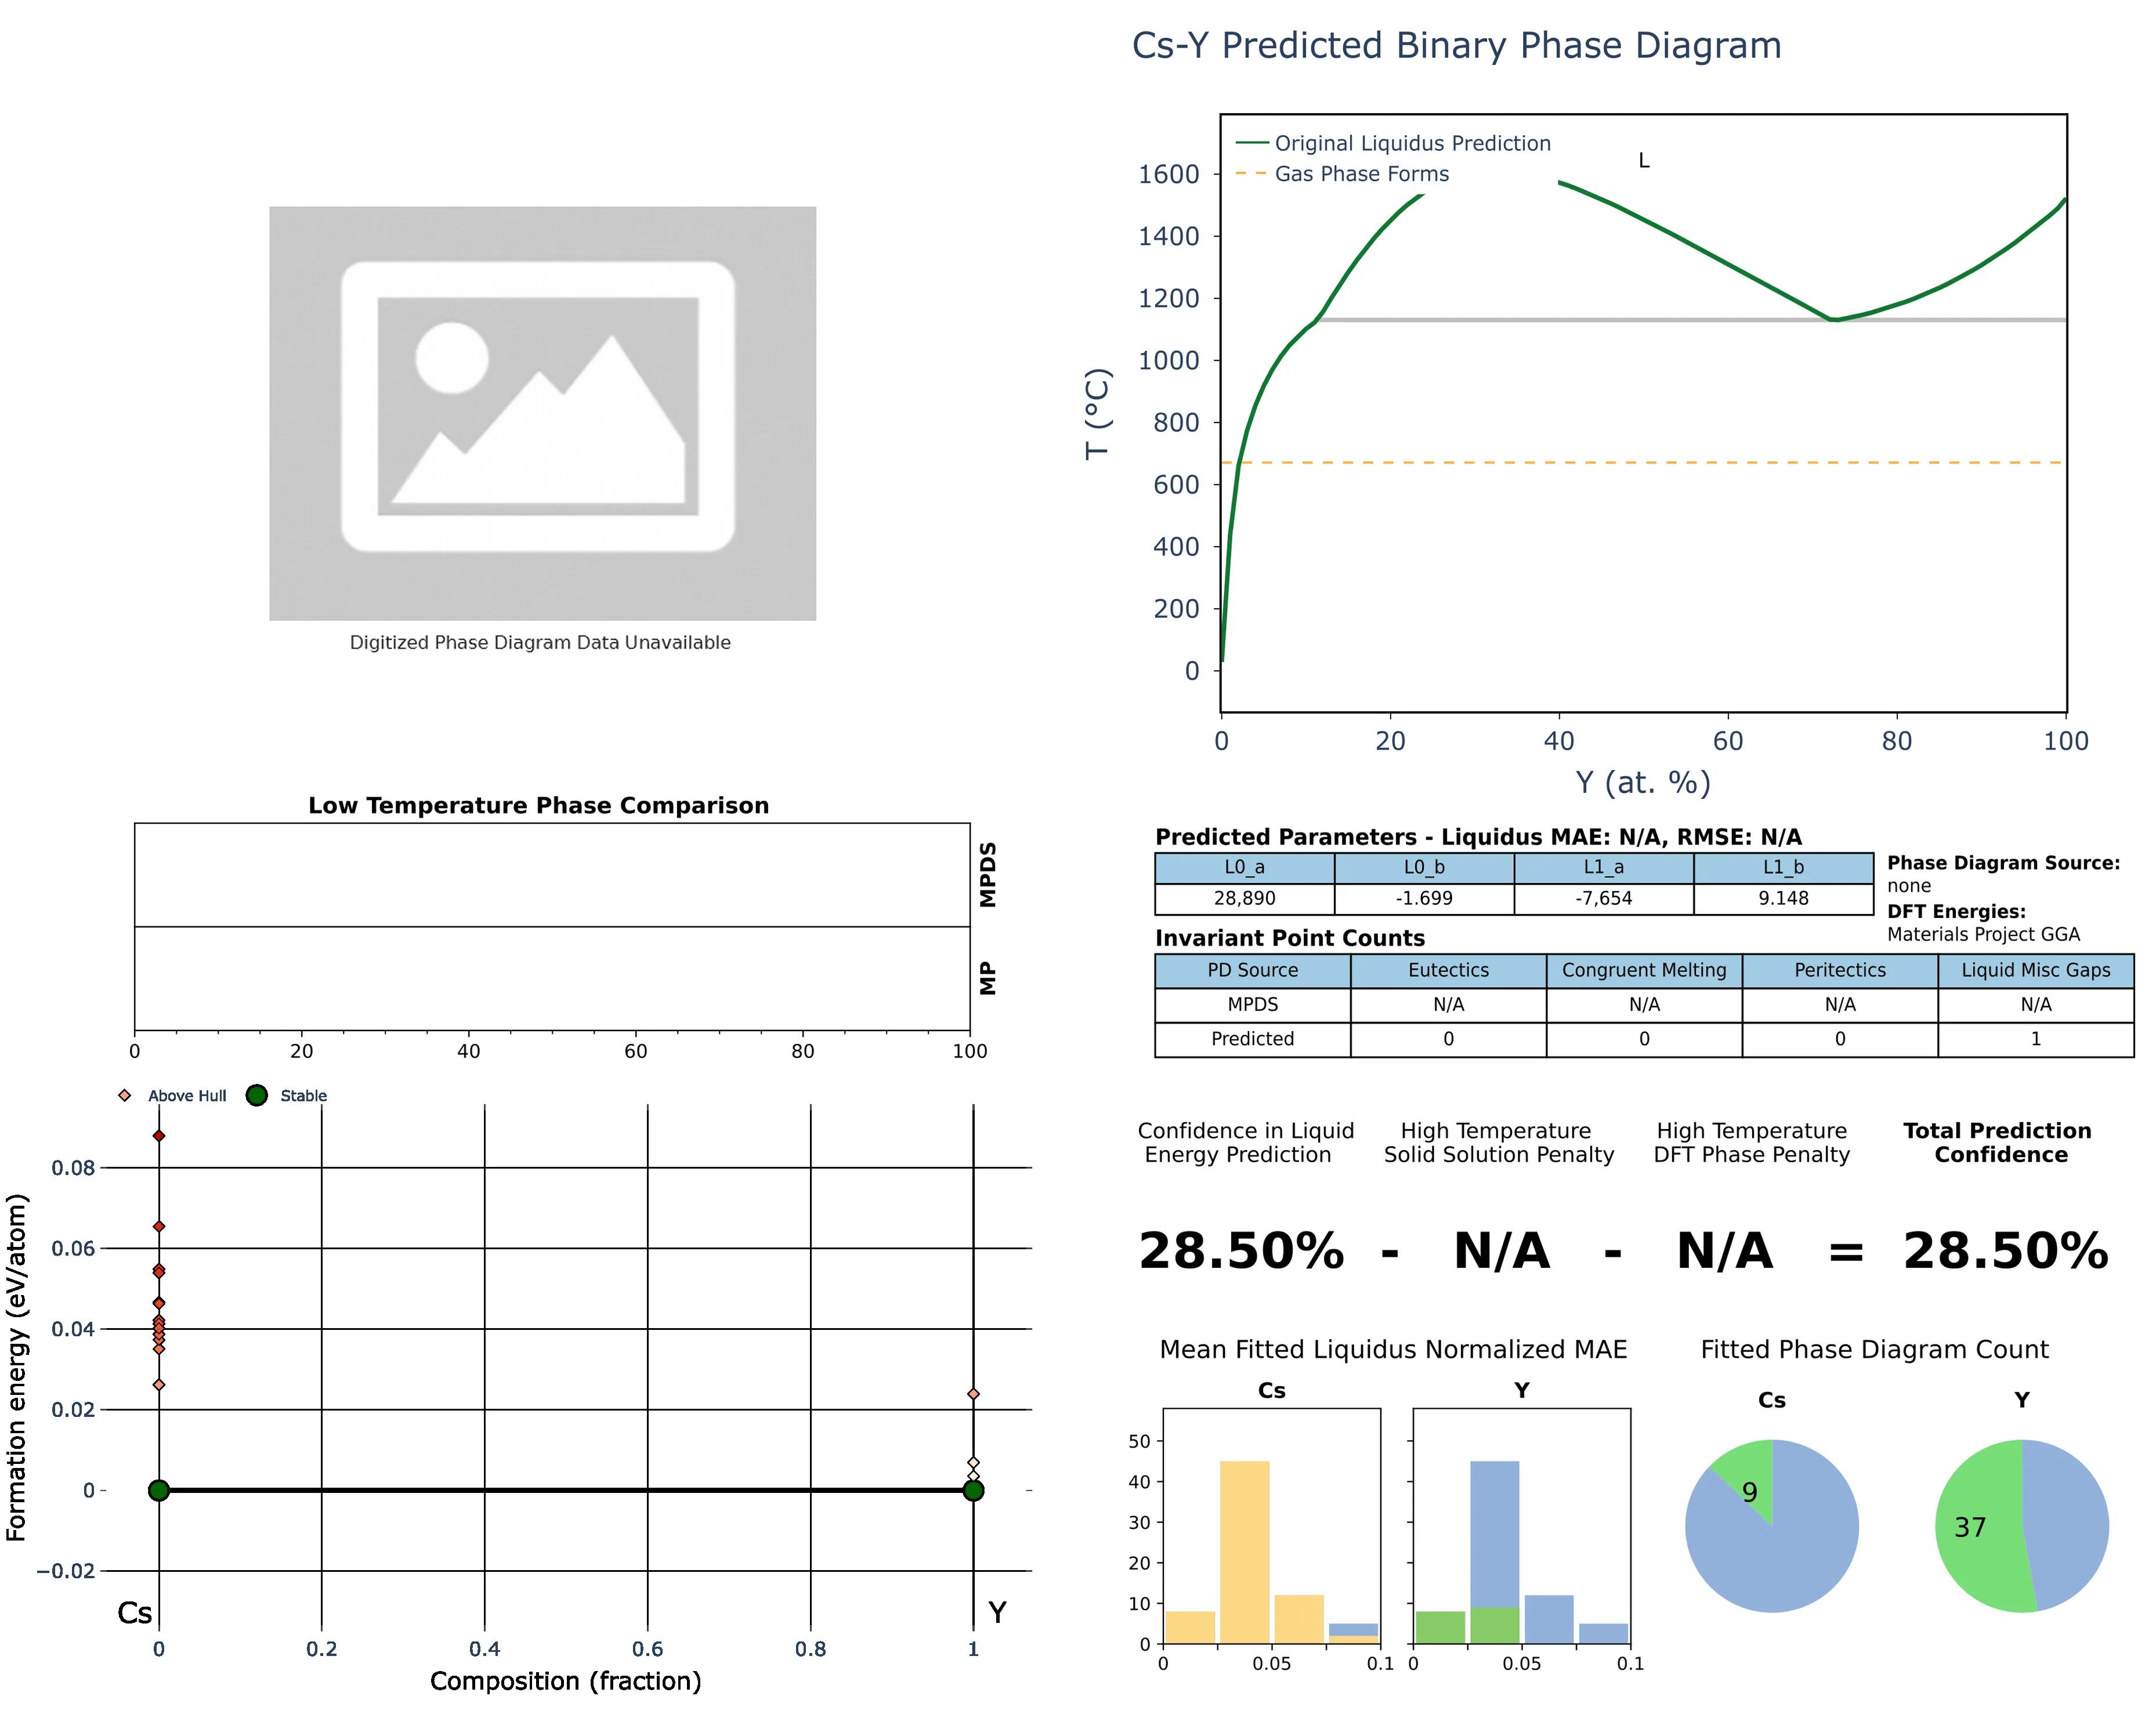 Cs-Y Predicted Binary Phase Diagram
Original Liquidus Prediction
Gas Phase Forms
L
1600
1400
1200
1000
800
600
400
200
0
T (°C)
0 20 40 60 80 100
Y (at. %)
Digitized Phase Diagram Data Unavailable
Low Temperature Phase Comparison
MPDS
MP
0 20 40 60 80 100
Predicted Parameters - Liquidus MAE: N/A, RMSE: N/A
L0_a L0_b L1_a L1_b
28,890 -1.699 -7,654 9.148
Phase Diagram Source:
none
DFT Energies:
Materials Project GGA
Invariant Point Counts
PD Source Eutectics Congruent Melting Peritectics Liquid Misc Gaps
MPDS N/A N/A N/A N/A
Predicted 0 0 0 1
Above Hull Stable
0.08
0.06
0.04
0.02
0
−0.02
Formation energy (eV/atom)
Cs Y
0 0.2 0.4 0.6 0.8 1
Composition (fraction)
Confidence in Liquid
Energy Prediction
High Temperature
Solid Solution Penalty
High Temperature
DFT Phase Penalty
Total Prediction
Confidence
28.50% - N/A - N/A = 28.50%
Mean Fitted Liquidus Normalized MAE
Cs Y
50
40
30
20
10
0
0 0.05 0.1 0 0.05 0.1
Fitted Phase Diagram Count
Cs Y
9 37